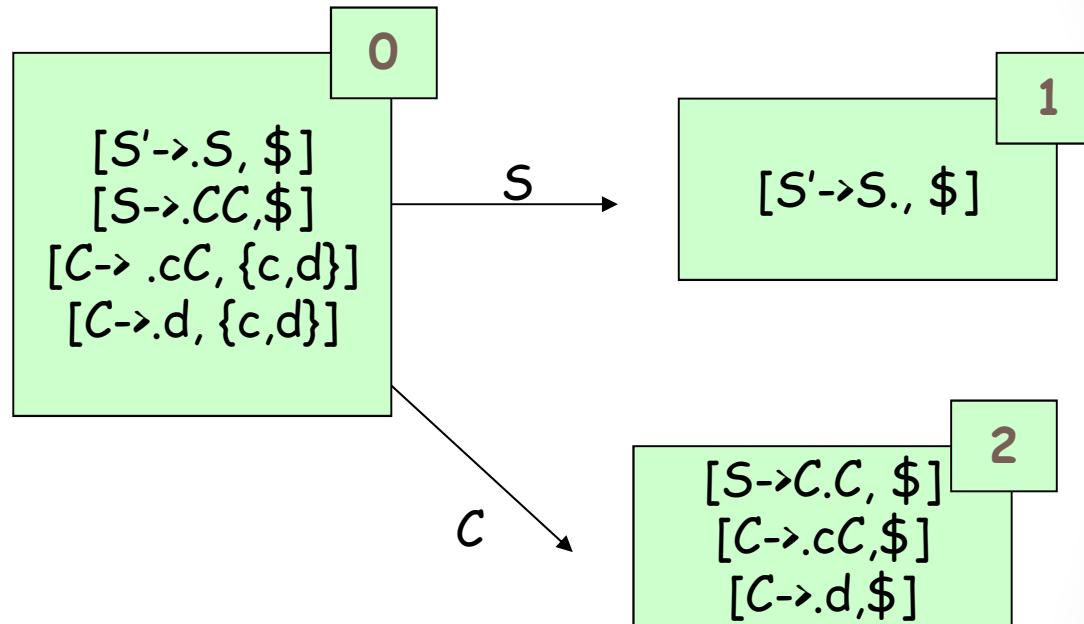 0
[S'->.S, $]
[S->.CC,$]
[C-> .cC, {c,d}]
[C->.d, {c,d}]
S
1
[S'->S., $]
C
2
[S->C.C, $]
[C->.cC,$]
[C->.d,$]